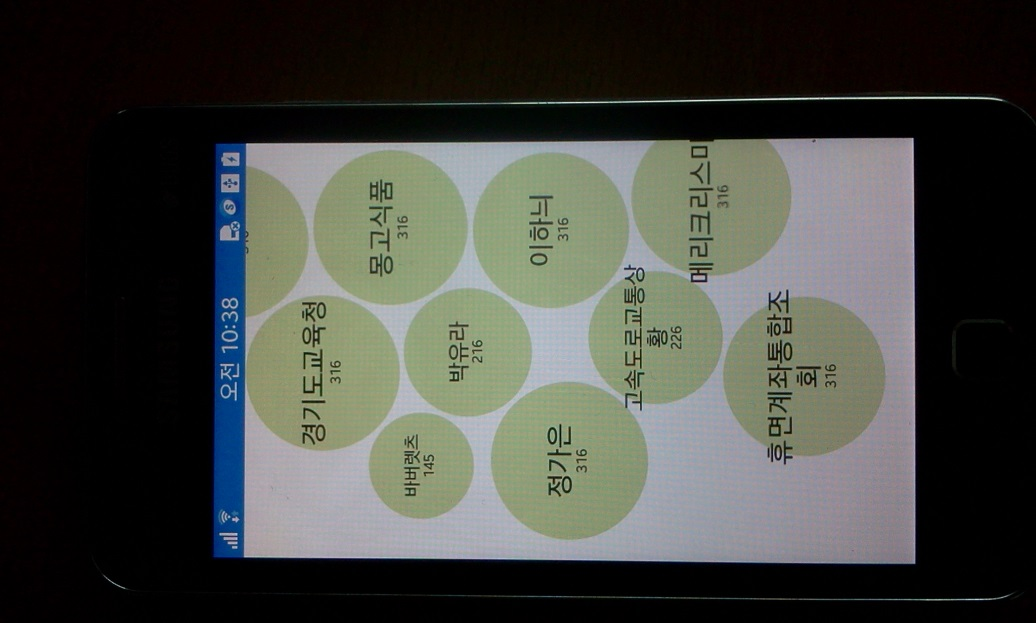 오전 10:38
경기도교육청
316
몽고식품
316
바버렛츠
145
박유라
216
이하늬
316
정가은
316
고속도로교통상
황
226
메리크리스마
316
휴면계좌통합조
회
316